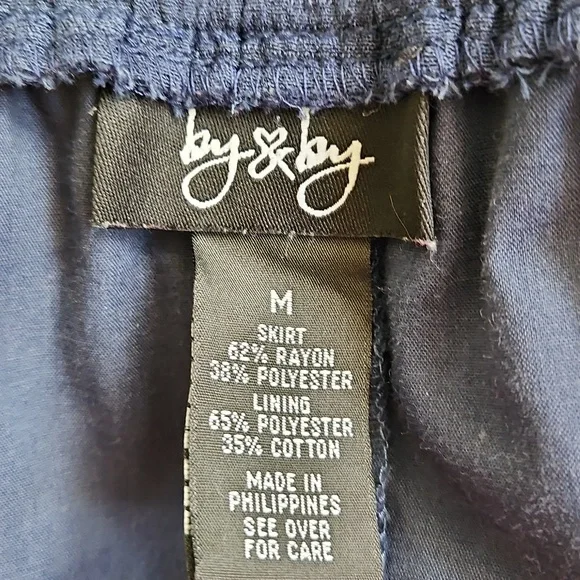 by & by
M
SKIRT
62% RAYON
38% POLYESTER
LINING
65% POLYESTER
35% COTTON
MADE IN
PHILIPPINES
SEE OVER
FOR CARE